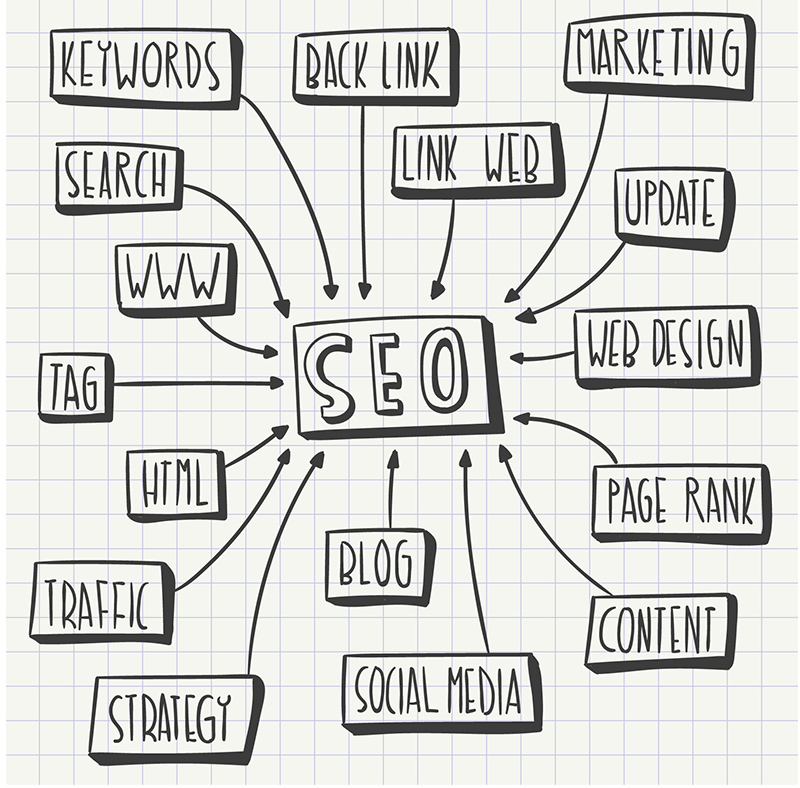 KEYWORDS
BACK LINK
MARKETING
LINK WEB
SEARCH
UPDATE
WWW
WEB DESIGN
SEO
TAG
HTML
PAGE RANK
BLOG
TRAFFIC
CONTENT
SOCIAL MEDIA
STRATEGY